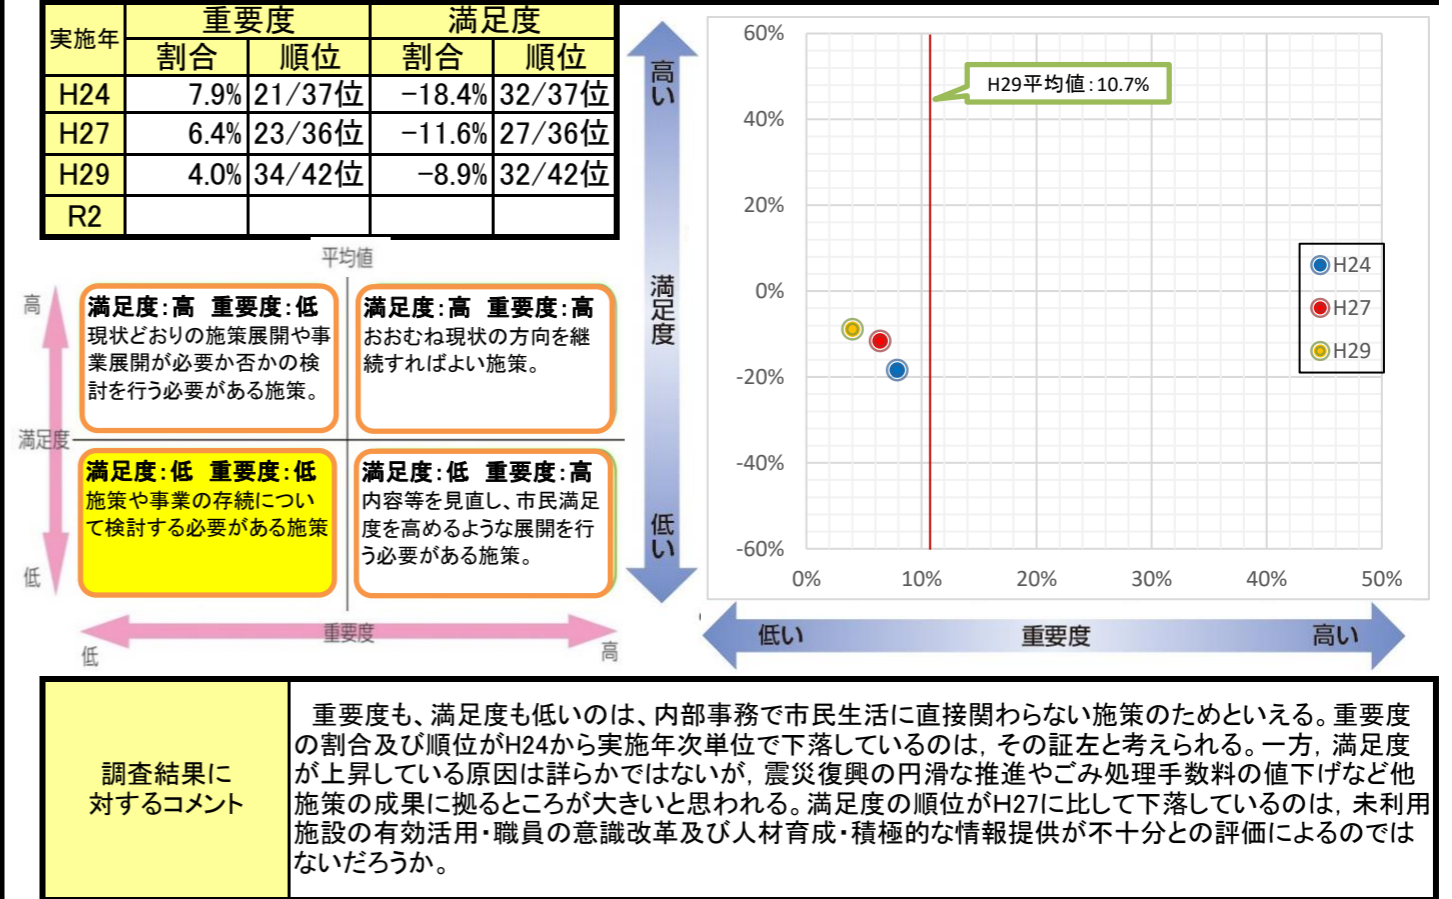 実施年 重要度 満足度
割合 順位 割合 順位
H24 7.9% 21/37位 -18.4% 32/37位
H27 6.4% 23/36位 -11.6% 27/36位
H29 4.0% 34/42位 -8.9% 32/42位
R2
平均値
高
満足度
低
満足度:高 重要度:低
現状どおりの施策展開や事
業展開が必要か否かの検
討を行う必要がある施策。
満足度:高 重要度:高
おおむね現状の方向を継
続すればよい施策。
満足度:低 重要度:低
施策や事業の存続につい
て検討する必要がある施策
満足度:低 重要度:高
内容等を見直し、市民満足
度を高めるような展開を行
う必要がある施策。
低 重要度 高
高い
満足度
低い
60%
40%
20%
0%
-20%
-40%
-60%
H29平均値:10.7%
H24
H27
H29
0% 10% 20% 30% 40% 50%
低い 重要度 高い
調査結果に
対するコメント
重要度も、満足度も低いのは、内部事務で市民生活に直接関わらない施策のためといえる。重要度
の割合及び順位がH24から実施年次単位で下落しているのは,その証左と考えられる。一方,満足度
が上昇している原因は詳らかではないが,震災復興の円滑な推進やごみ処理手数料の値下げなど他
施策の成果に拠るところが大きいと思われる。満足度の順位がH27に比して下落しているのは,未利用
施設の有効活用・職員の意識改革及び人材育成・積極的な情報提供が不十分との評価によるのでは
ないだろうか。